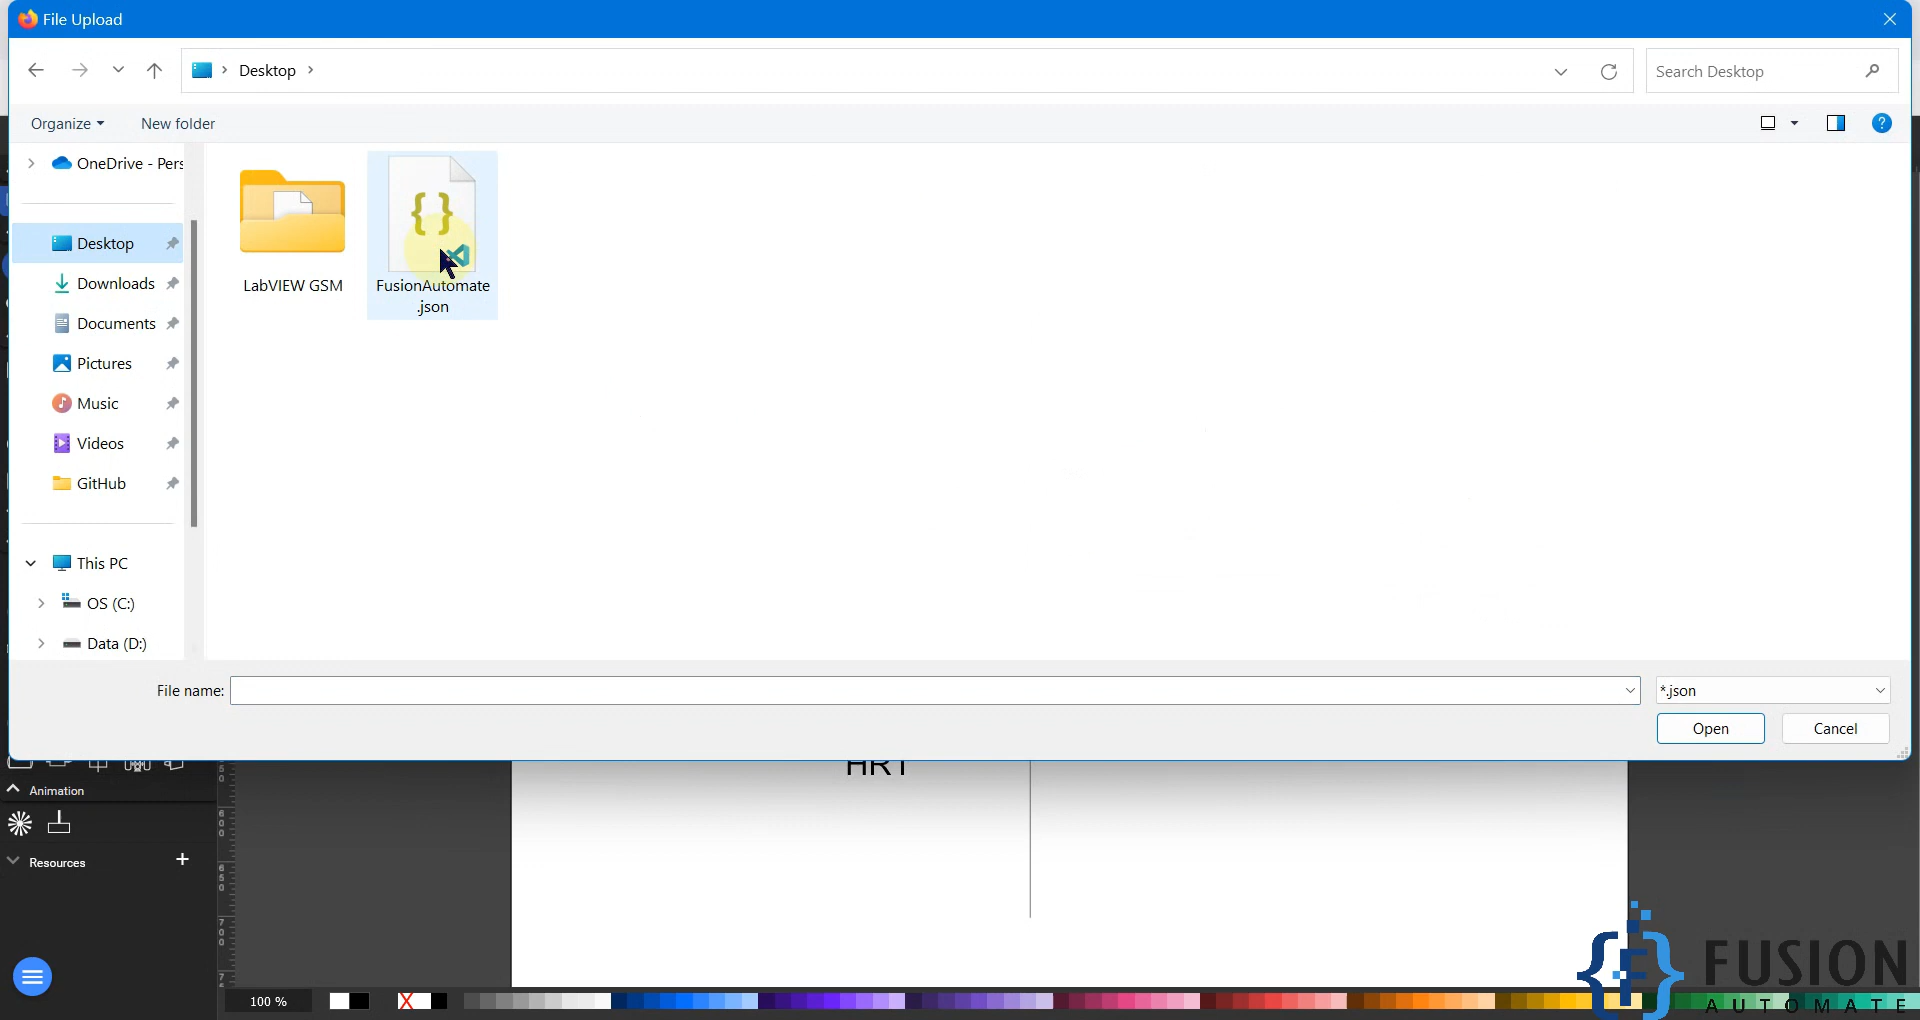 File Upload
Desktop
Search Desktop
Organize
New folder
OneDrive - Pers
Desktop
Downloads
Documents
Pictures
Music
Videos
GitHub
This PC
OS (C:)
Data (D:)
LabVIEW GSM
FusionAutomate
.json
File name:
*.json
Open
Cancel
HRT
Animation
Resources
100 %
FUSION
AUTOMATE